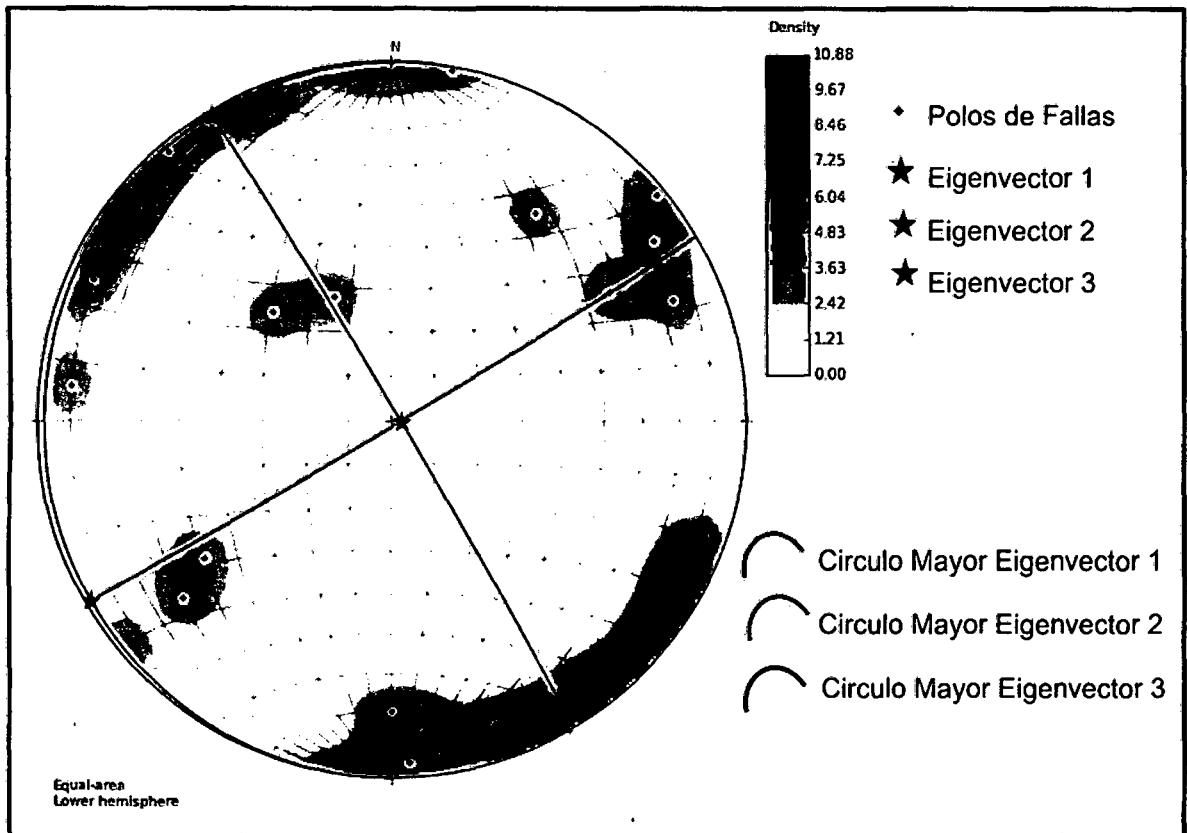 N
Density
10.88
9.67
8.46
7.25
6.04
4.83
3.63
2.42
1.21
0.00
Polos de Fallas
Eigenvector 1
Eigenvector 2
Eigenvector 3
Circulo Mayor Eigenvector 1
Circulo Mayor Eigenvector 2
Circulo Mayor Eigenvector 3
Equal-area
Lower hemisphere